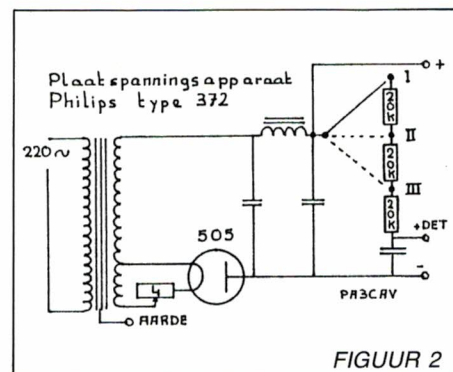 Plaatspanningsapparaat
Philips type 372
220~
505
AARDE
+
I
20K
II
20K
III
20K
+DET
-
PA3CAV
FIGUUR 2